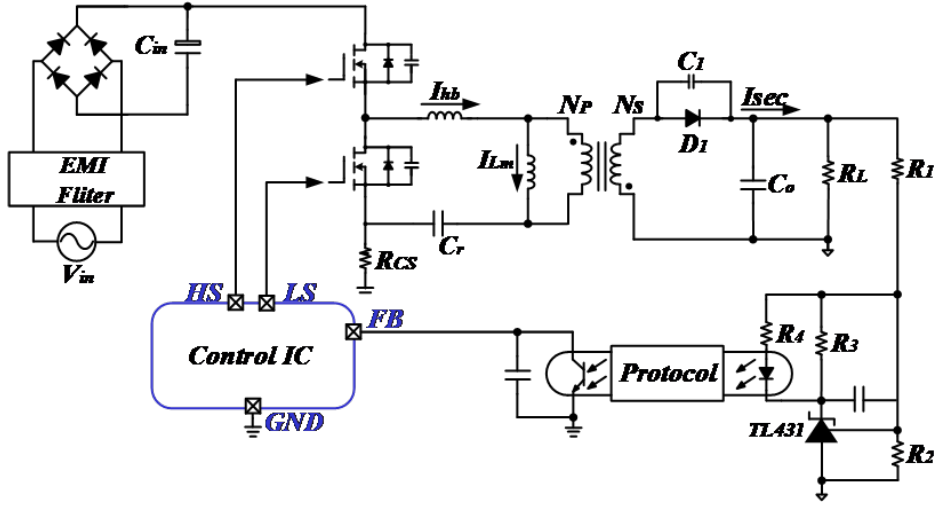 Cin
EMI
Fliter
Vin
Ihb
ILm
NP
NS
C1
D1
Isec
Co
RL
R1
Cr
RCS
HS
LS
FB
Control IC
GND
Protocol
R4
R3
TL431
R2